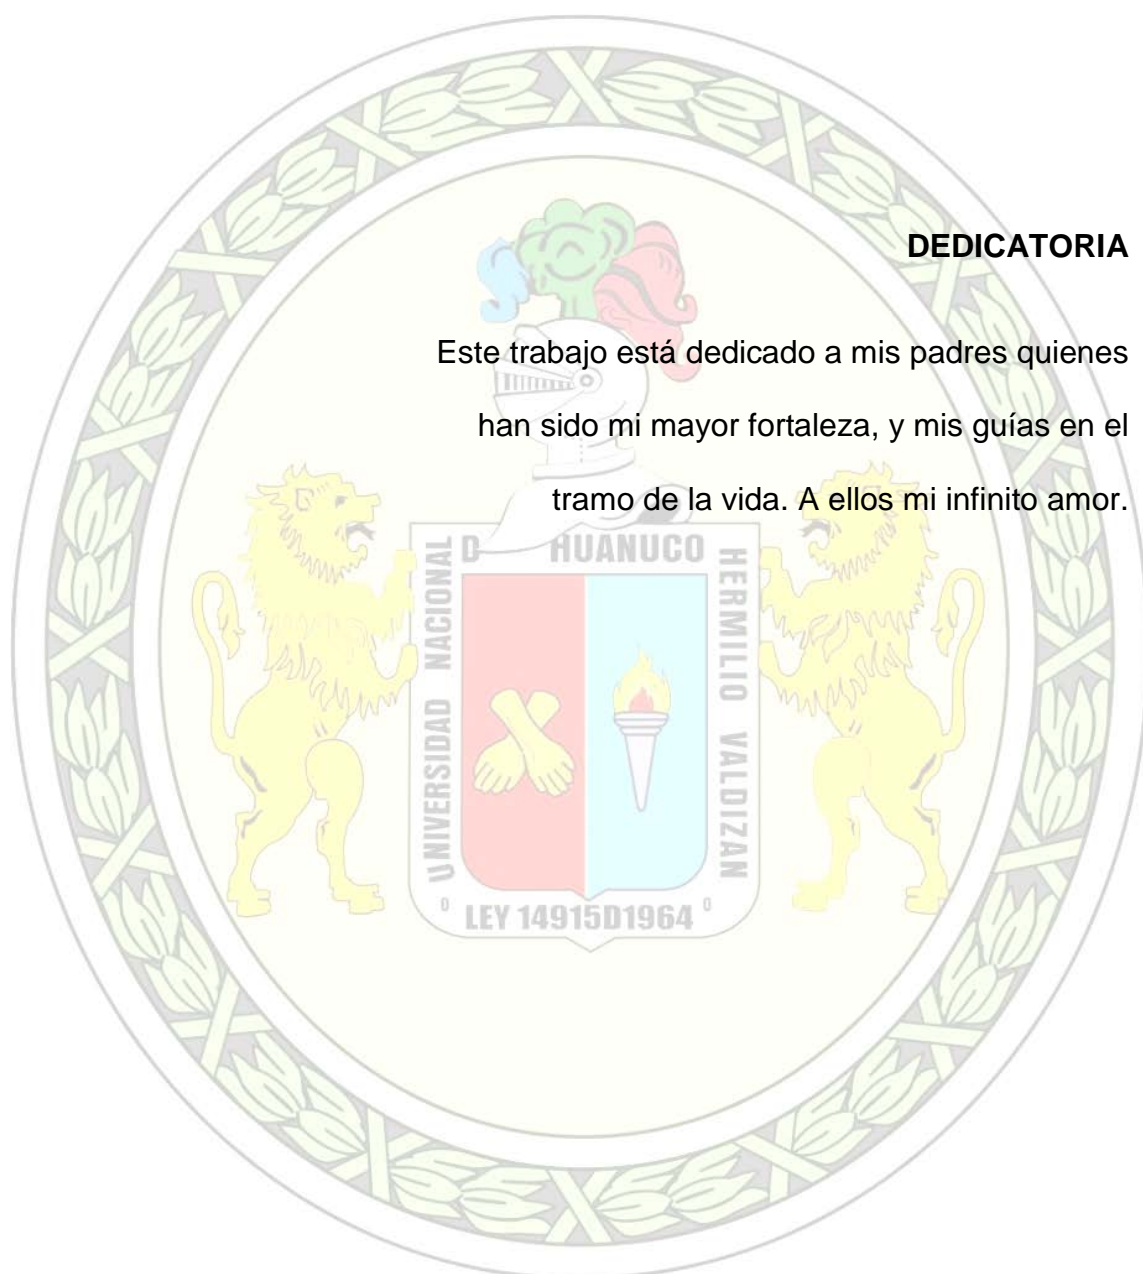 DEDICATORIA
Este trabajo está dedicado a mis padres quienes
han sido mi mayor fortaleza, y mis guías en el
tramo de la vida. A ellos mi infinito amor.
UNIVERSIDAD NACIONAL
D HUANUCO
HERMILIO VALDIZAN
LEY 14915D1964